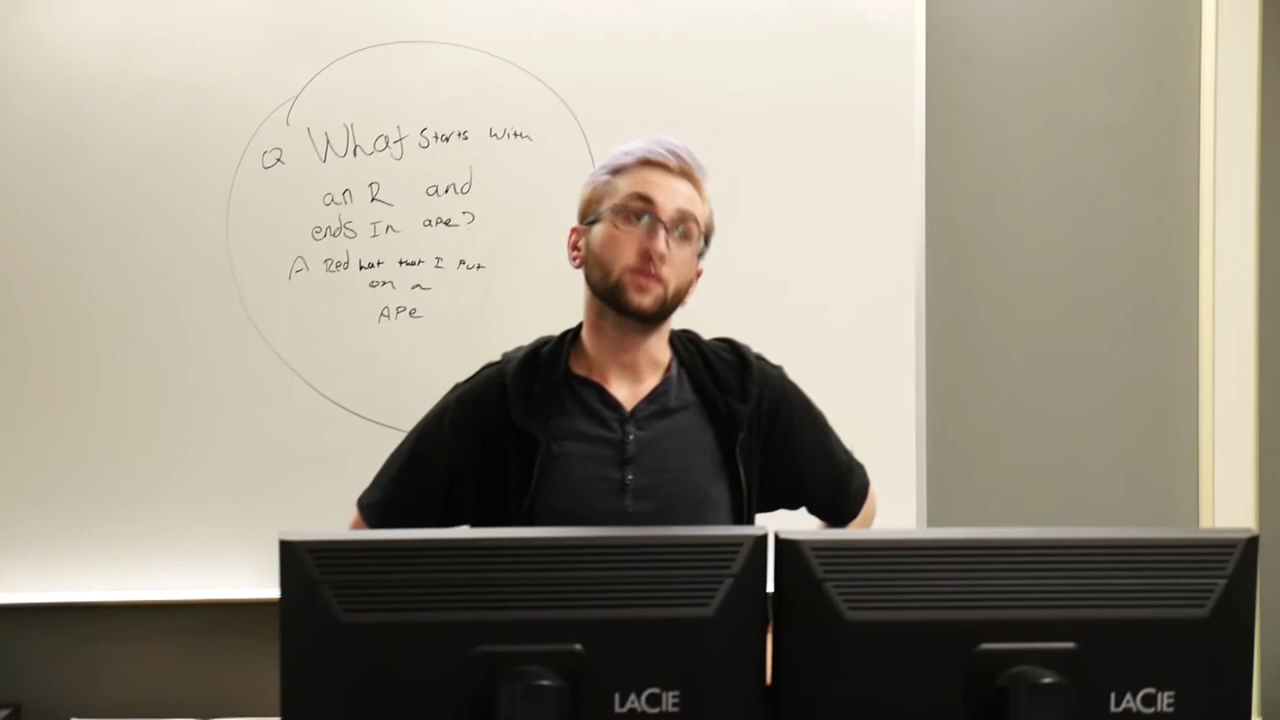 Q What starts with
an R and
ends In ape?
A Red hat that I Put
on a
APe
LACIE
LACIE